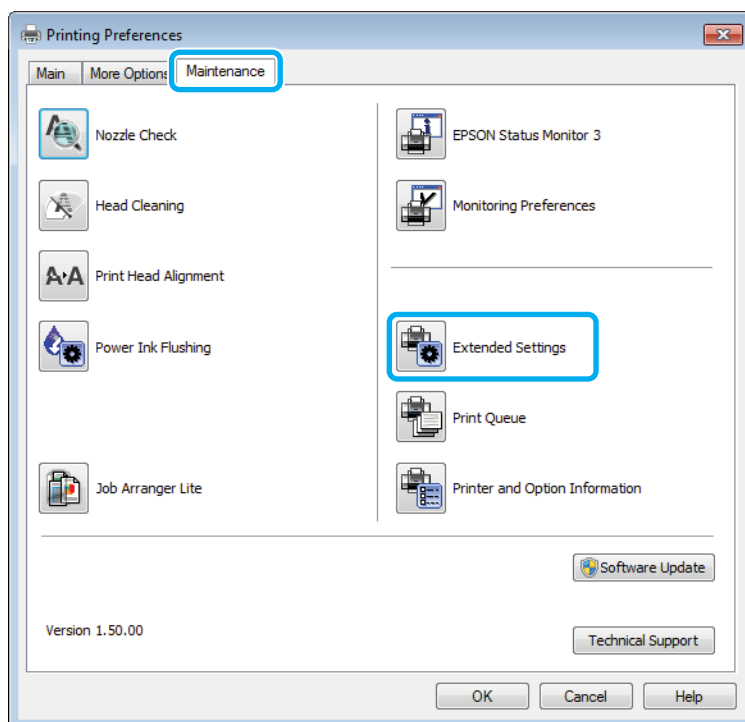 Printing Preferences
Main
More Options
Maintenance
Nozzle Check
Head Cleaning
A‣A
Print Head Alignment
Power Ink Flushing
Job Arranger Lite
EPSON Status Monitor 3
Monitoring Preferences
Extended Settings
Print Queue
Printer and Option Information
Software Update
Version 1.50.00
Technical Support
OK
Cancel
Help